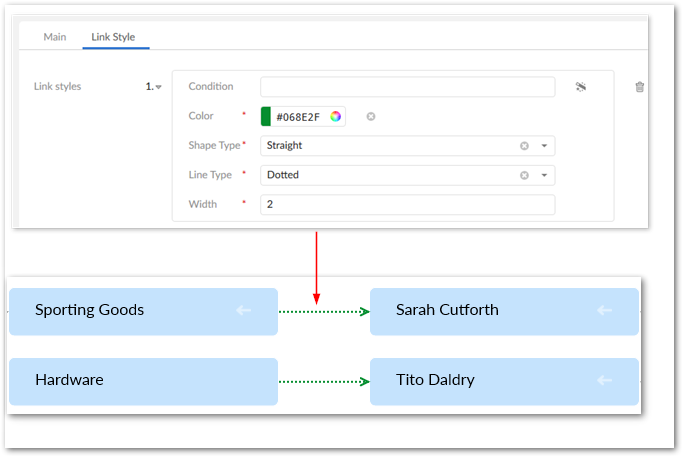 Main Link Style
Link styles 1. Condition
Color * #068E2F
Shape Type * Straight
Line Type * Dotted
Width * 2
Sporting Goods Sarah Cutforth
Hardware Tito Daldry